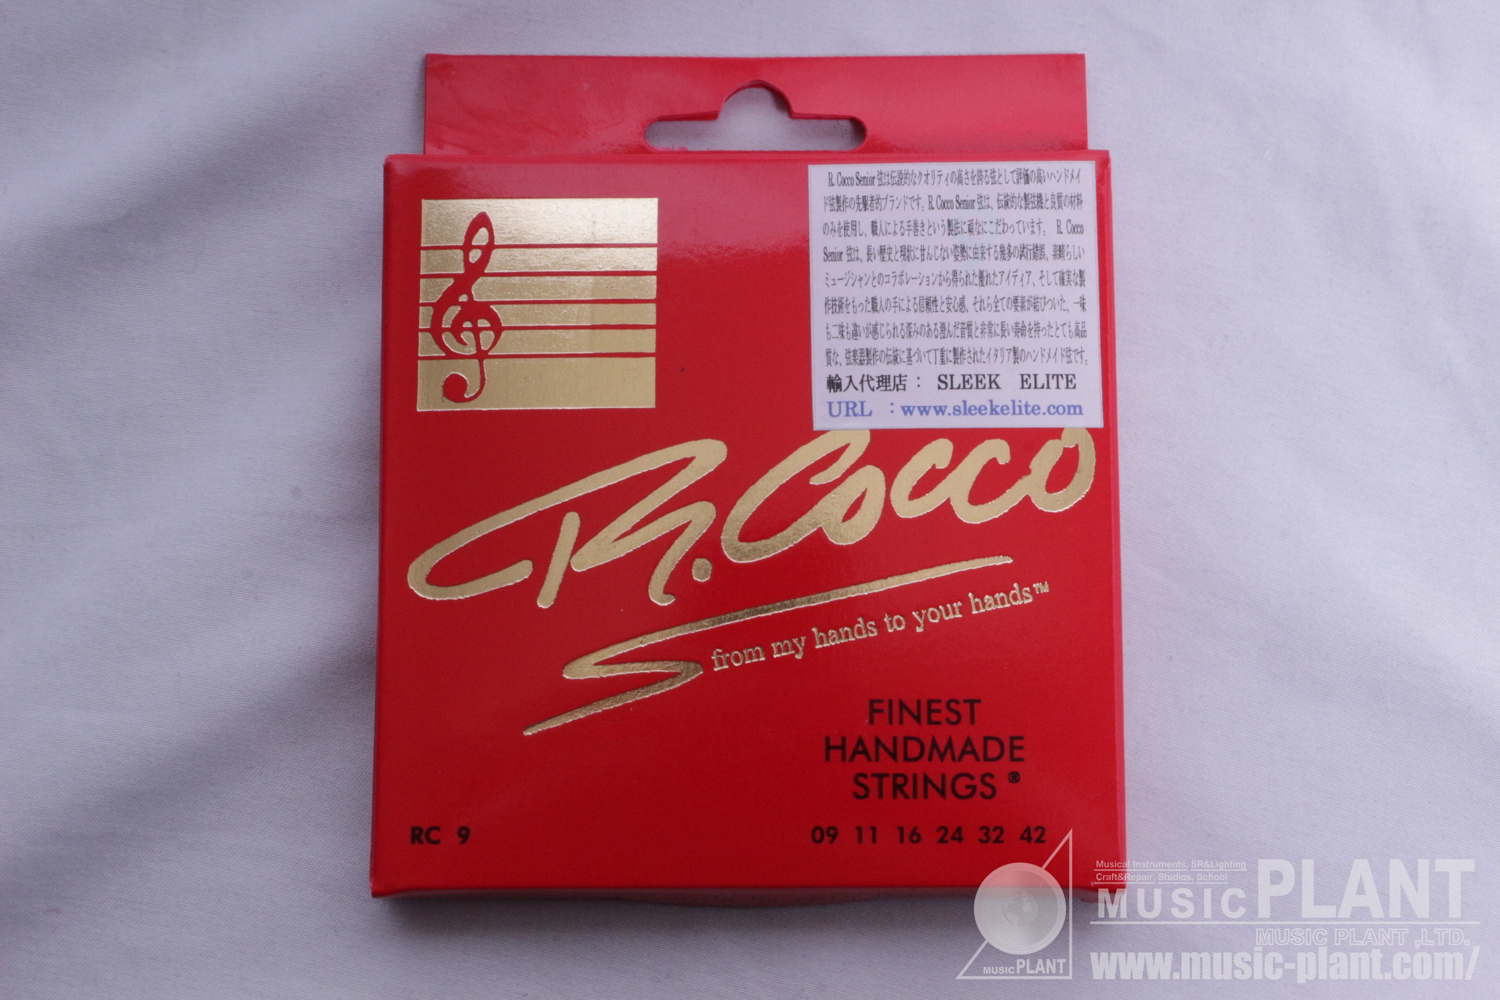 R. Cocco Senior 弦は伝説的なクオリティの高さを誇る弦として評価の高いハンドメイ
ド弦製作の先駆者的ブランドです。R. Cocco Senior 弦は、伝統的な製弦機と良質の材料
のみを使用し、職人による手巻きという製弦に頑なにこだわっています。 R. Cocco
Senior 弦は、長い歴史と現状に甘んじない姿勢に由来する幾多の試行錯誤、素晴らしい
ミュージシャンとのコラボレーションから得られた優れたアイディア、そして確実な製
作技術をもった職人の手による信頼性と安心感、それら全ての要素が結びついた、一味
も二味も違いが感じられる深みのある澄んだ音質と非常に長い寿命を持ったとても高品
質な、弦楽器製作の伝統に基づいて丁重に製作されたイタリア製のハンドメイド弦です。
輸入代理店： SLEEK ELITE
URL ：www.sleekelite.com
R. Cocco
from my hands to your hands™
FINEST
HANDMADE
STRINGS ®
RC 9
09 11 16 24 32 42
Musical Instruments, SR&Lighting
Craft&Repair, Studios, School
MUSIC PLANT
MUSIC PLANT ,LTD.
MUSIC PLANT
www.music-plant.com/